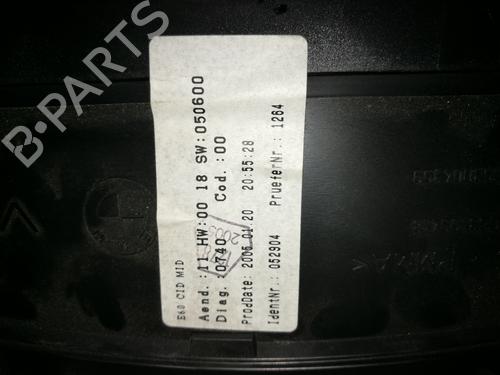 B-PARTS
E60 CID MID
Aend.:11 HW:00 18 SW:050600
Diag.:0740 Cod.:00
ProdDate: 2005 01 20 20:55:28
IdentNr.: 052904 PrueferNr.: 1264